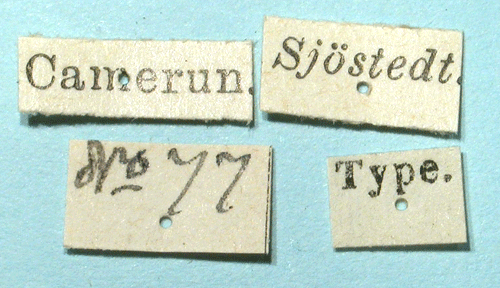 Camerun.
Sjöstedt.
No 77
Type.